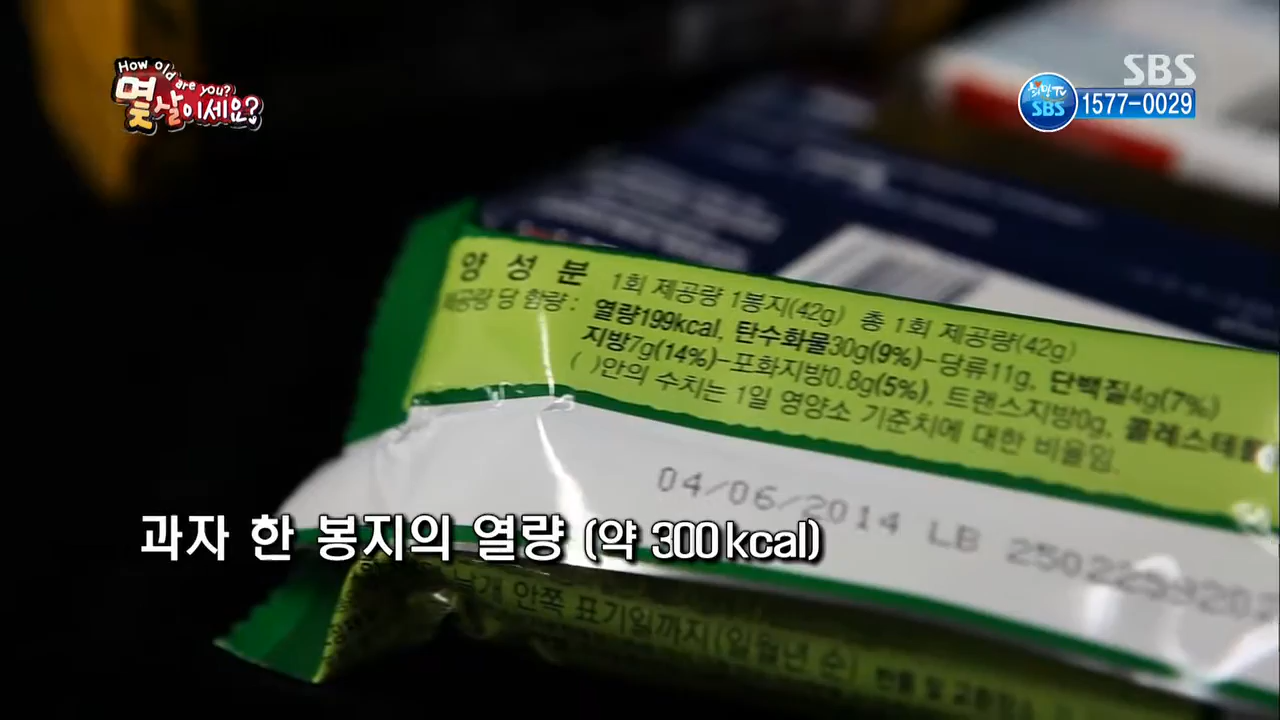 How old are you?
몇살이세요?
SBS
희망TV
SBS
1577-0029
양 성 분 1회 제공량 1봉지(42g) 총 1회 제공량(42g)
제공량 당 함량 : 열량199kcal, 탄수화물30g(9%)-당류11g, 단백질4g(7%)
지방7g(14%)-포화지방0.8g(5%), 트랜스지방0g, 콜레스테롤
( )안의 수치는 1일 영양소 기준치에 대한 비율임.
04/06/2014 LB
과자 한 봉지의 열량 (약 300kcal)
안쪽 표기일까지(일월년 순)